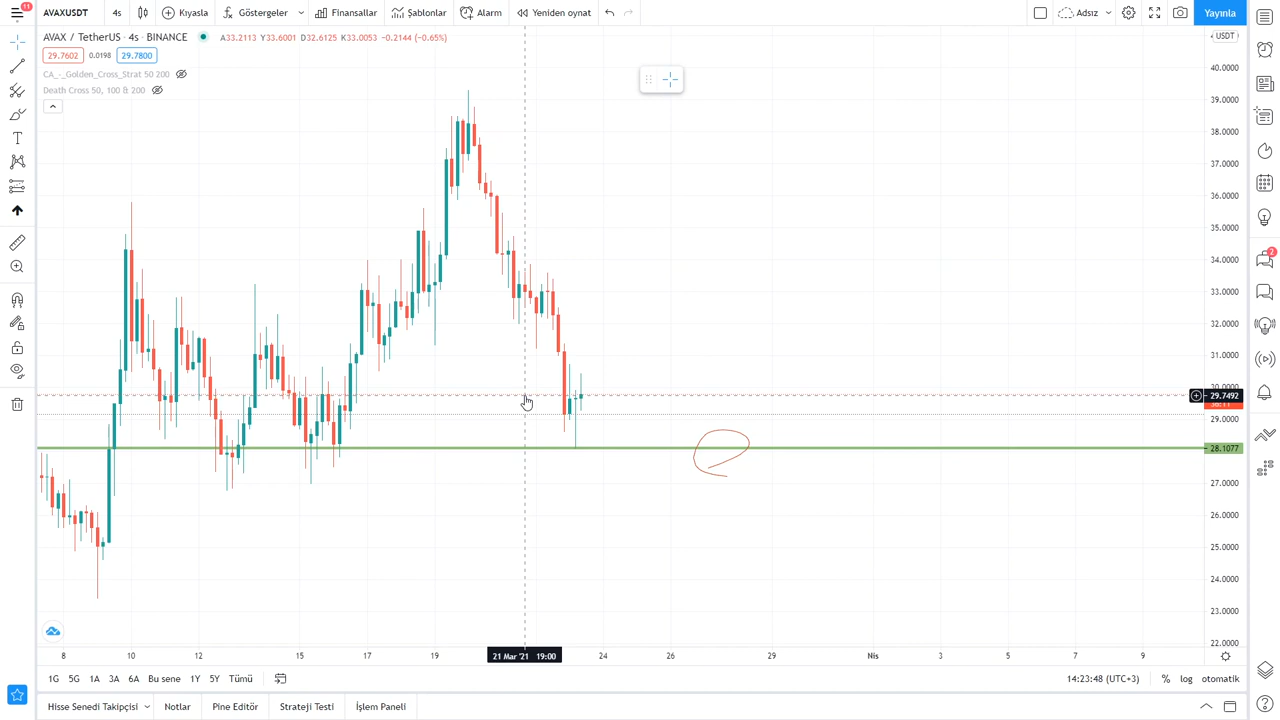 11
AVAXUSDT 4s Kıyasla Göstergeler Finansallar Şablonlar Alarm Yeniden oynat Adsız Yayınla
AVAX / TetherUS · 4s · BINANCE A33.2113 Y33.6001 D32.6125 K33.0053 −0.2144 (−0.65%)
29.7602 0.0198 29.7800
CA_-_Golden_Cross_Strat 50 200
Death Cross 50, 100 & 200
USDT
40.0000
39.0000
38.0000
37.0000
36.0000
35.0000
34.0000
33.0000
32.0000
31.0000
30.0000
29.7492
29.0000
28.1077
27.0000
26.0000
25.0000
24.0000
23.0000
22.0000
2
8 10 12 15 17 19 21 Mar '21 19:00 24 26 29 Nis 3 5 7 9
1G 5G 1A 3A 6A Bu sene 1Y 5Y Tümü 14:23:48 (UTC+3) % log otomatik
Hisse Senedi Takipçisi Notlar Pine Editör Strateji Testi İşlem Paneli